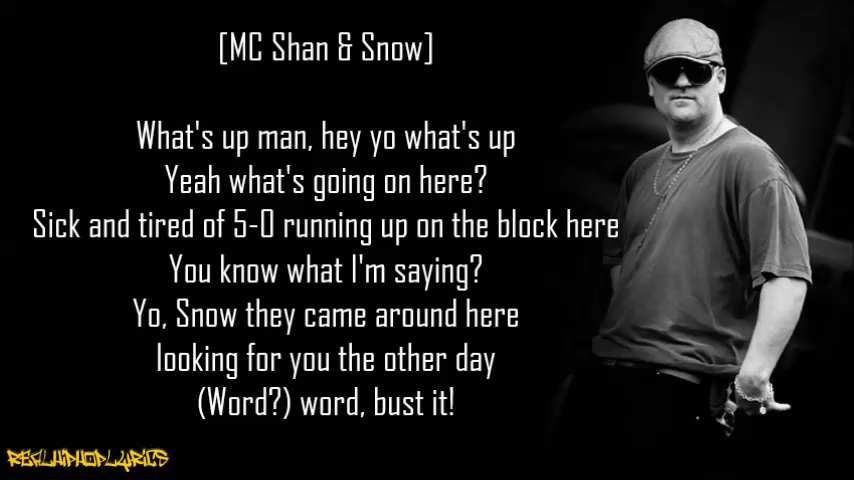 [MC Shan & Snow]
What's up man, hey yo what's up
Yeah what's going on here?
Sick and tired of 5-0 running up on the block here
You know what I'm saying?
Yo, Snow they came around here
looking for you the other day
(Word?) word, bust it!
REALHIPHOPLYRICS